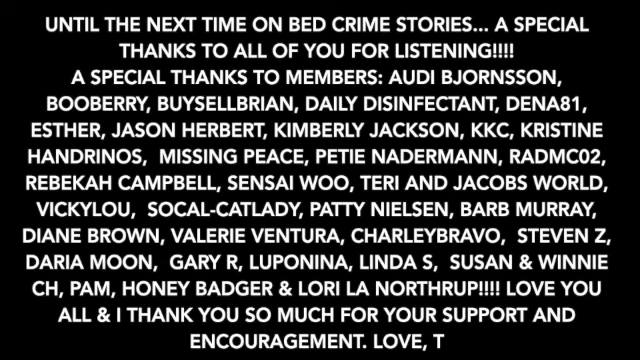 UNTIL THE NEXT TIME ON BED CRIME STORIES... A SPECIAL
THANKS TO ALL OF YOU FOR LISTENING!!!!
A SPECIAL THANKS TO MEMBERS: AUDI BJORNSSON,
BOOBERRY, BUYSELLBRIAN, DAILY DISINFECTANT, DENA81,
ESTHER, JASON HERBERT, KIMBERLY JACKSON, KKC, KRISTINE
HANDRINOS, MISSING PEACE, PETIE NADERMANN, RADMC02,
REBEKAH CAMPBELL, SENSAI WOO, TERI AND JACOBS WORLD,
VICKYLOU, SOCAL-CATLADY, PATTY NIELSEN, BARB MURRAY,
DIANE BROWN, VALERIE VENTURA, CHARLEYBRAVO, STEVEN Z,
DARIA MOON, GARY R, LUPONINA, LINDA S, SUSAN & WINNIE
CH, PAM, HONEY BADGER & LORI LA NORTHRUP!!!! LOVE YOU
ALL & I THANK YOU SO MUCH FOR YOUR SUPPORT AND
ENCOURAGEMENT. LOVE, T